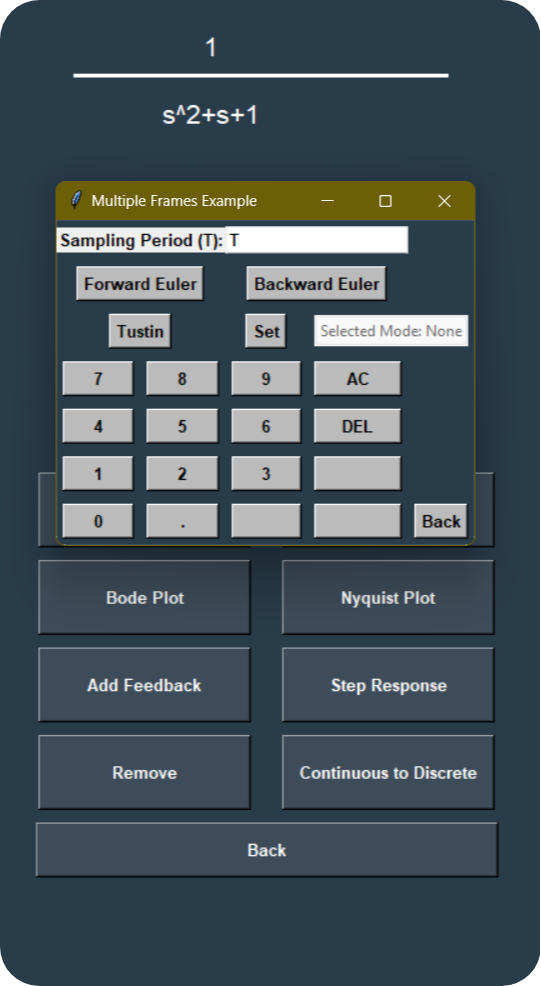 1
s^2+s+1
Multiple Frames Example
Sampling Period (T): T
Forward Euler Backward Euler
Tustin Set Selected Mode: None
7 8 9 AC
4 5 6 DEL
1 2 3
0 . Back
Bode Plot Nyquist Plot
Add Feedback Step Response
Remove Continuous to Discrete
Back